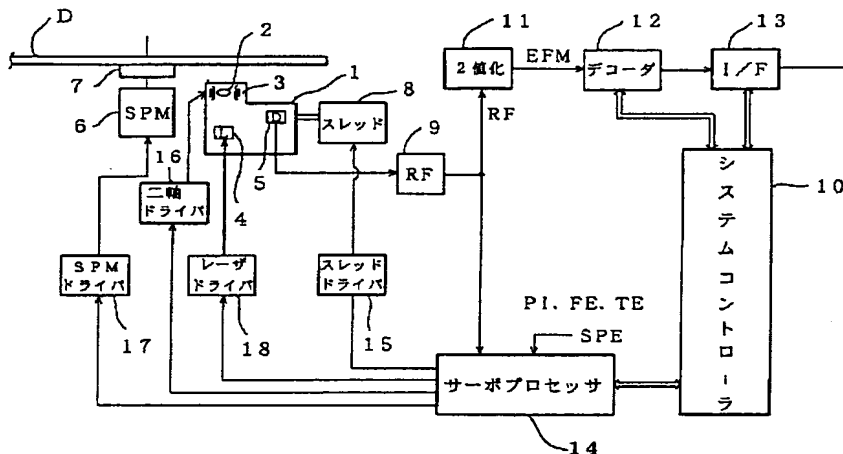 D
11
12
13
2値化
EFM
デコーダ
I/F
2
3
1
7
8
6
SPM
D
スレッド
RF
9
16
L
5
4
RF
二軸
ドライバ
システムコントローラ
10
SPM
ドライバ
レーザ
ドライバ
スレッド
ドライバ
PI. FE. TE
SPE
17
18
15
サーボプロセッサ
14